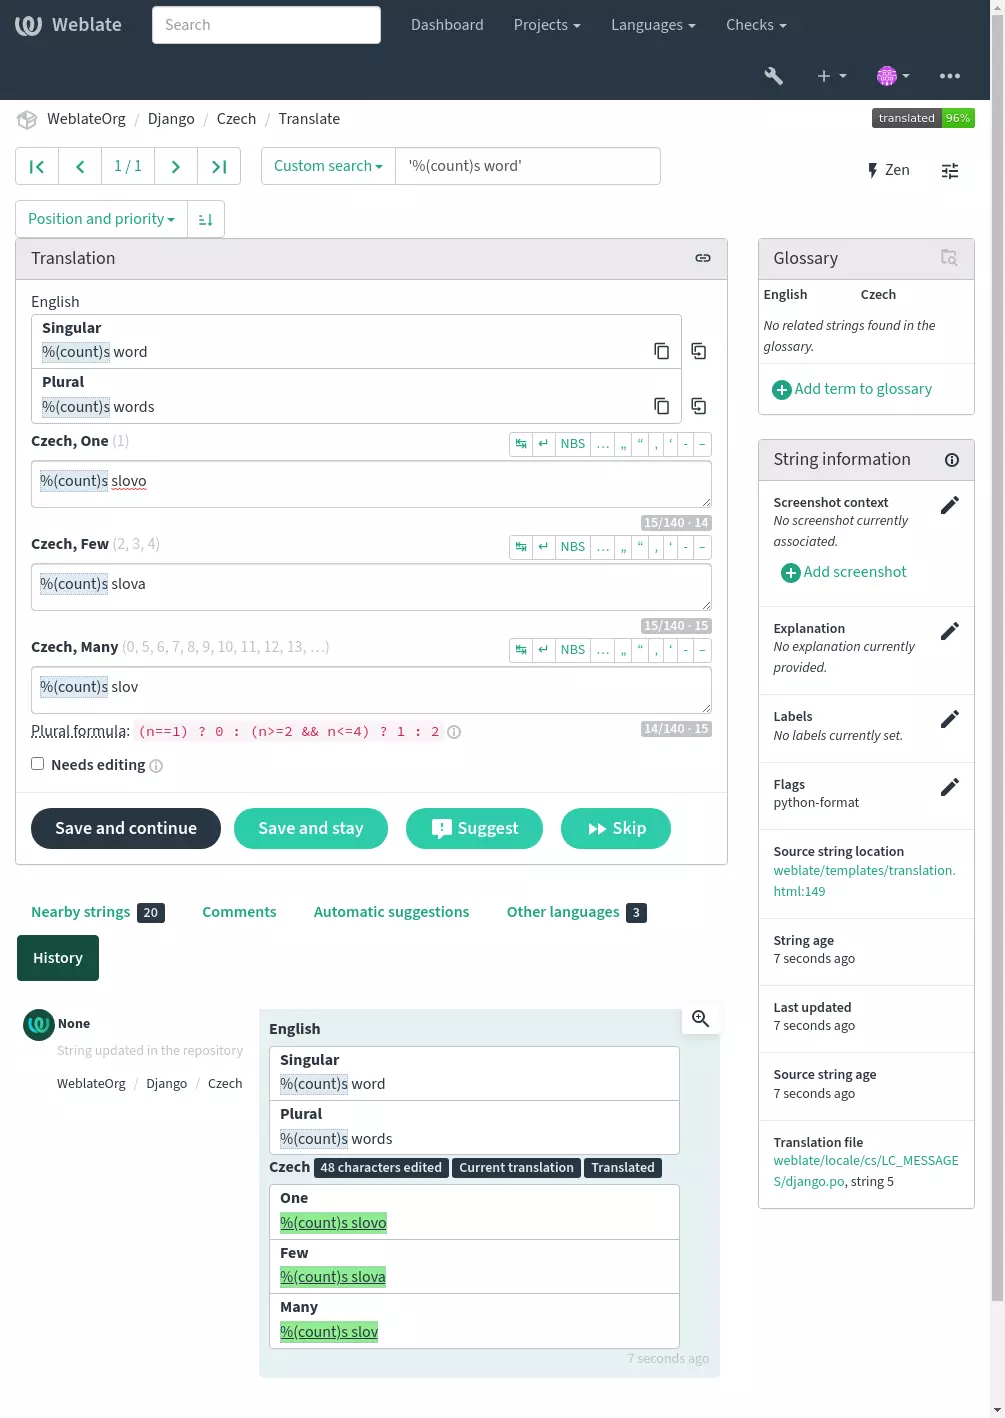 Weblate
Search
Dashboard
Projects
Languages
Checks
WeblateOrg / Django / Czech / Translate
translated 96%
1 / 1
Custom search
'%(count)s word'
Zen
Position and priority
Translation
English
Singular
%(count)s word
Plural
%(count)s words
Czech, One (1)
NBS … „ “ ‚ ‘ - –
%(count)s slovo
15/140 · 14
Czech, Few (2, 3, 4)
NBS … „ “ ‚ ‘ - –
%(count)s slova
15/140 · 15
Czech, Many (0, 5, 6, 7, 8, 9, 10, 11, 12, 13, …)
NBS … „ “ ‚ ‘ - –
%(count)s slov
14/140 · 15
Plural formula: (n==1) ? 0 : (n>=2 && n<=4) ? 1 : 2
Needs editing
Save and continue
Save and stay
Suggest
Skip
Glossary
English Czech
No related strings found in the
glossary.
Add term to glossary
String information
Screenshot context
No screenshot currently
associated.
Add screenshot
Explanation
No explanation currently
provided.
Labels
No labels currently set.
Flags
python-format
Source string location
weblate/templates/translation.
html:149
String age
7 seconds ago
Last updated
7 seconds ago
Source string age
7 seconds ago
Translation file
weblate/locale/cs/LC_MESSAGE
S/django.po, string 5
Nearby strings 20
Comments
Automatic suggestions
Other languages 3
History
None
String updated in the repository
WeblateOrg / Django / Czech
English
Singular
%(count)s word
Plural
%(count)s words
Czech 48 characters edited Current translation Translated
One
%(count)s slovo
Few
%(count)s slova
Many
%(count)s slov
7 seconds ago